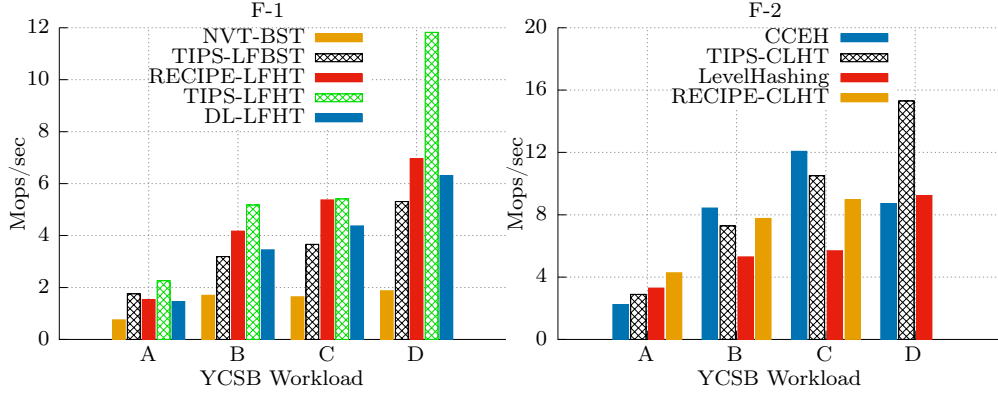 F-1
12
10
8
6
4
2
0
Mops/sec
NVT-BST
TIPS-LFBST
RECIPE-LFHT
TIPS-LFHT
DL-LFHT
A B C D
YCSB Workload
F-2
20
16
12
8
4
0
Mops/sec
CCEH
TIPS-CLHT
LevelHashing
RECIPE-CLHT
A B C D
YCSB Workload